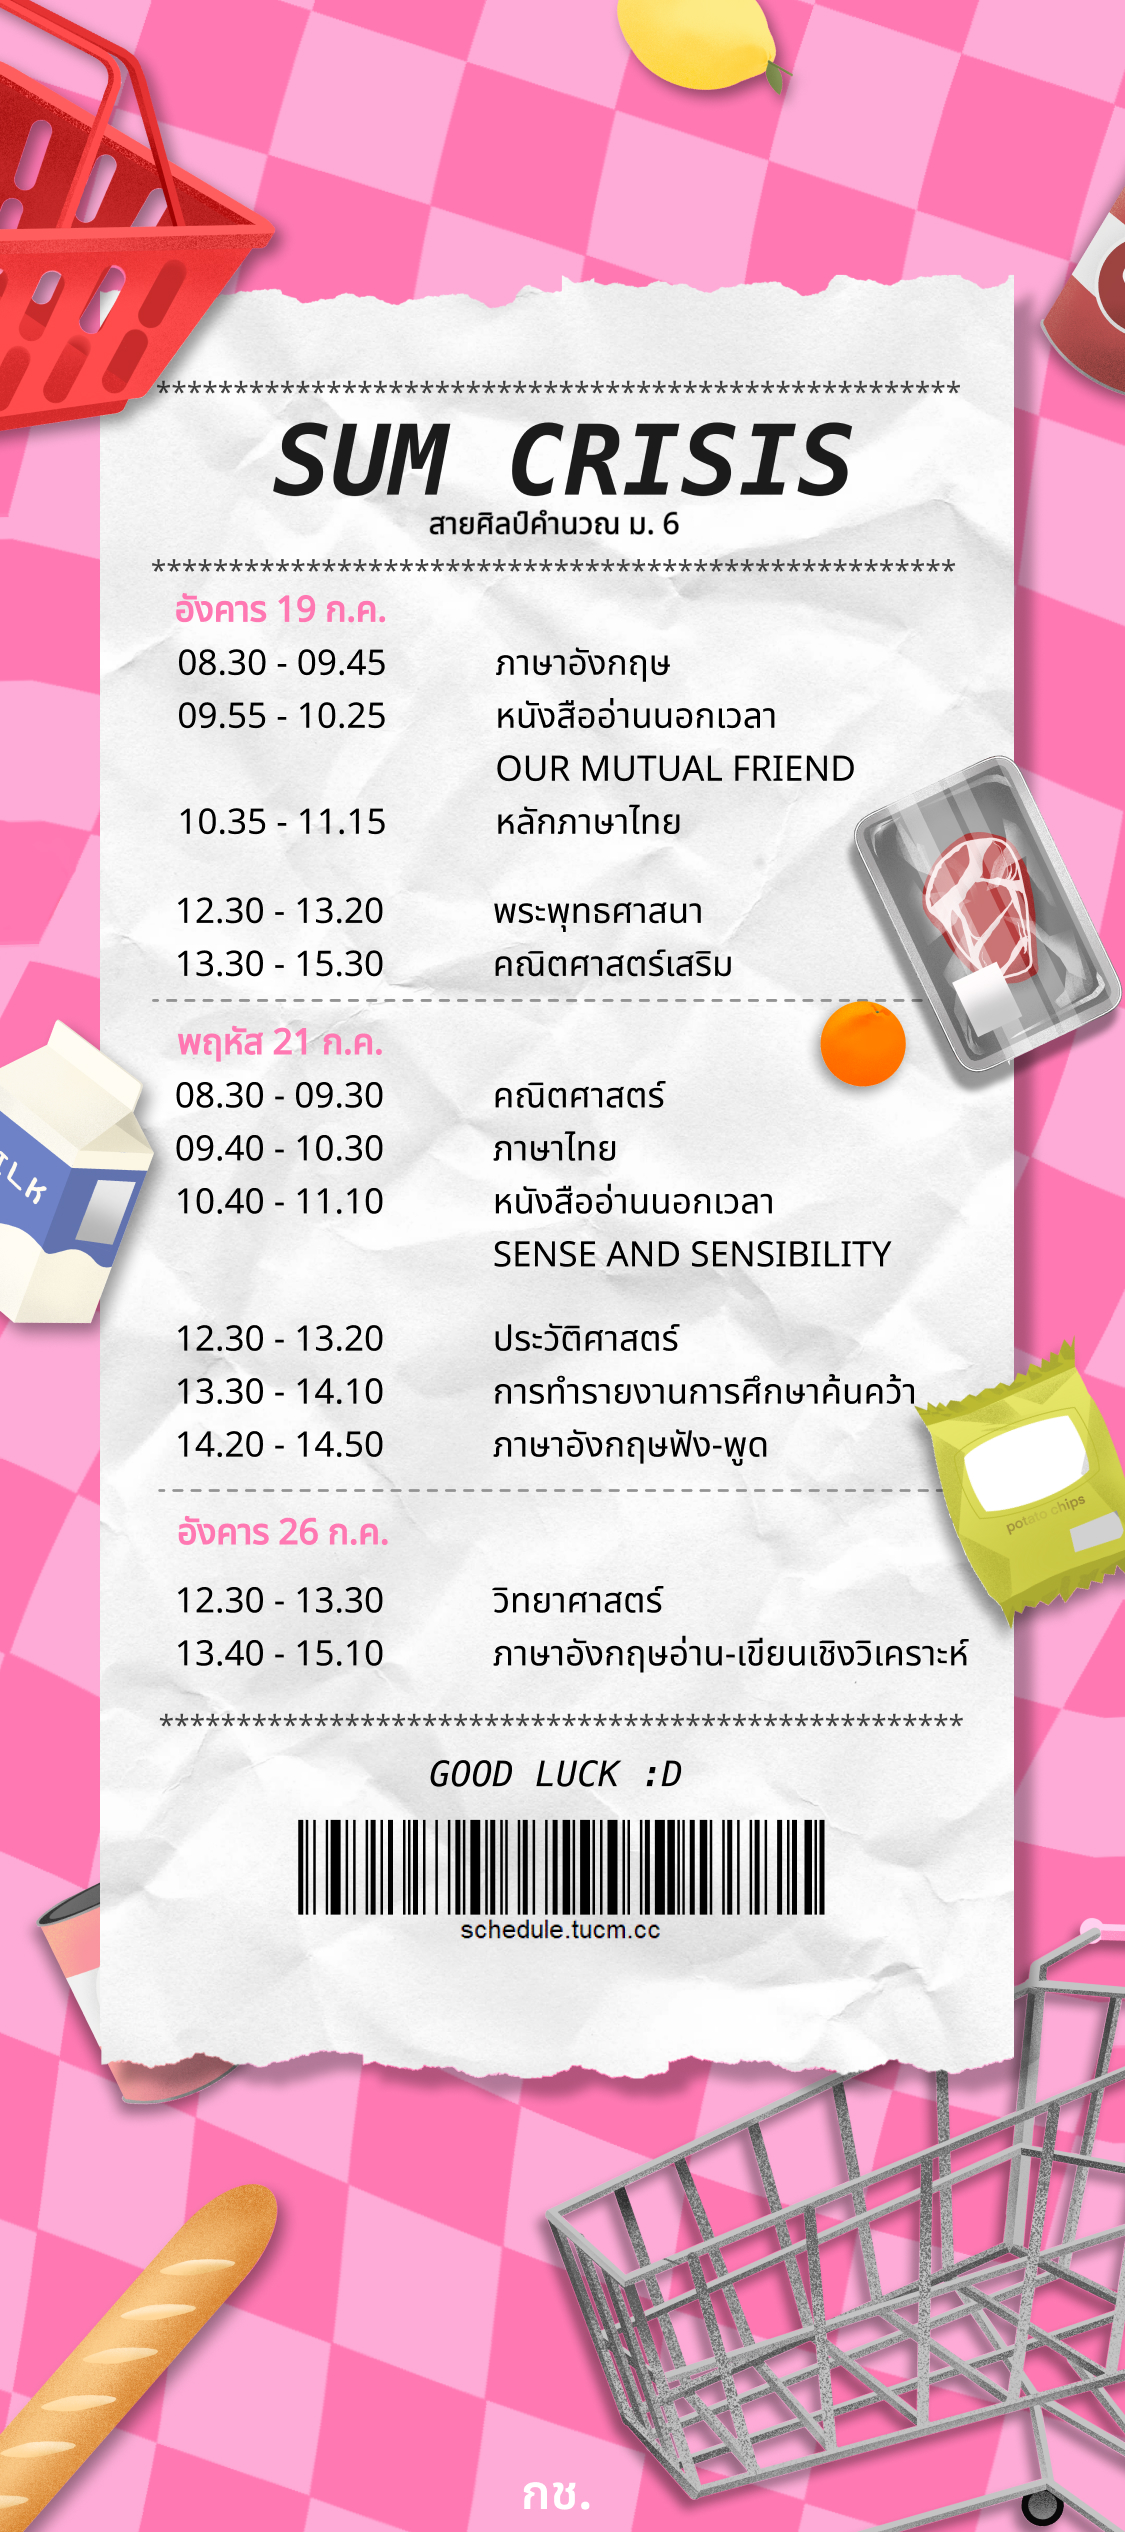 ****************************************************
SUM CRISIS
สายศิลป์คำนวณ ม. 6
****************************************************
อังคาร 19 ก.ค.
08.30 - 09.45 ภาษาอังกฤษ
09.55 - 10.25 หนังสืออ่านนอกเวลา
OUR MUTUAL FRIEND
10.35 - 11.15 หลักภาษาไทย
12.30 - 13.20 พระพุทธศาสนา
13.30 - 15.30 คณิตศาสตร์เสริม
พฤหัส 21 ก.ค.
08.30 - 09.30 คณิตศาสตร์
09.40 - 10.30 ภาษาไทย
10.40 - 11.10 หนังสืออ่านนอกเวลา
SENSE AND SENSIBILITY
12.30 - 13.20 ประวัติศาสตร์
13.30 - 14.10 การทำรายงานการศึกษาค้นคว้า
14.20 - 14.50 ภาษาอังกฤษฟัง-พูด
potato chips
อังคาร 26 ก.ค.
12.30 - 13.30 วิทยาศาสตร์
13.40 - 15.10 ภาษาอังกฤษอ่าน-เขียนเชิงวิเคราะห์
****************************************************
GOOD LUCK :D
schedule.tucm.cc
กช.